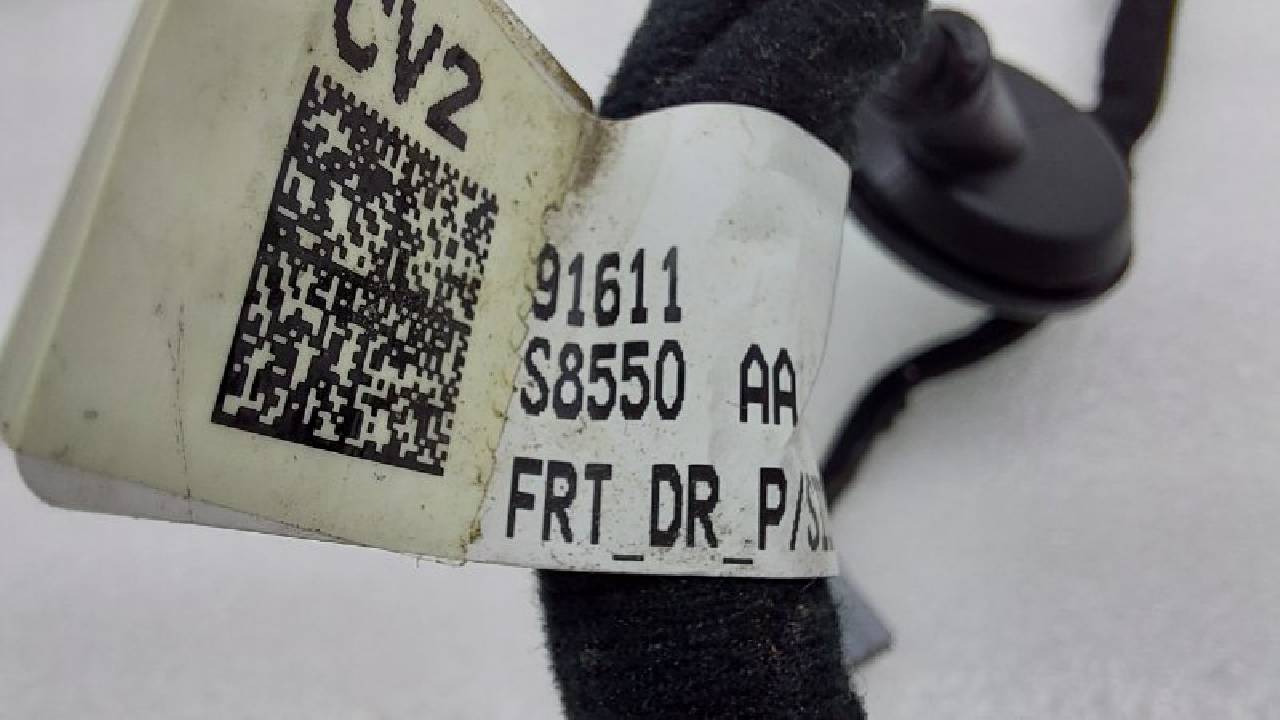 CV2
91611
S8550 AA
FRT_DR_P/